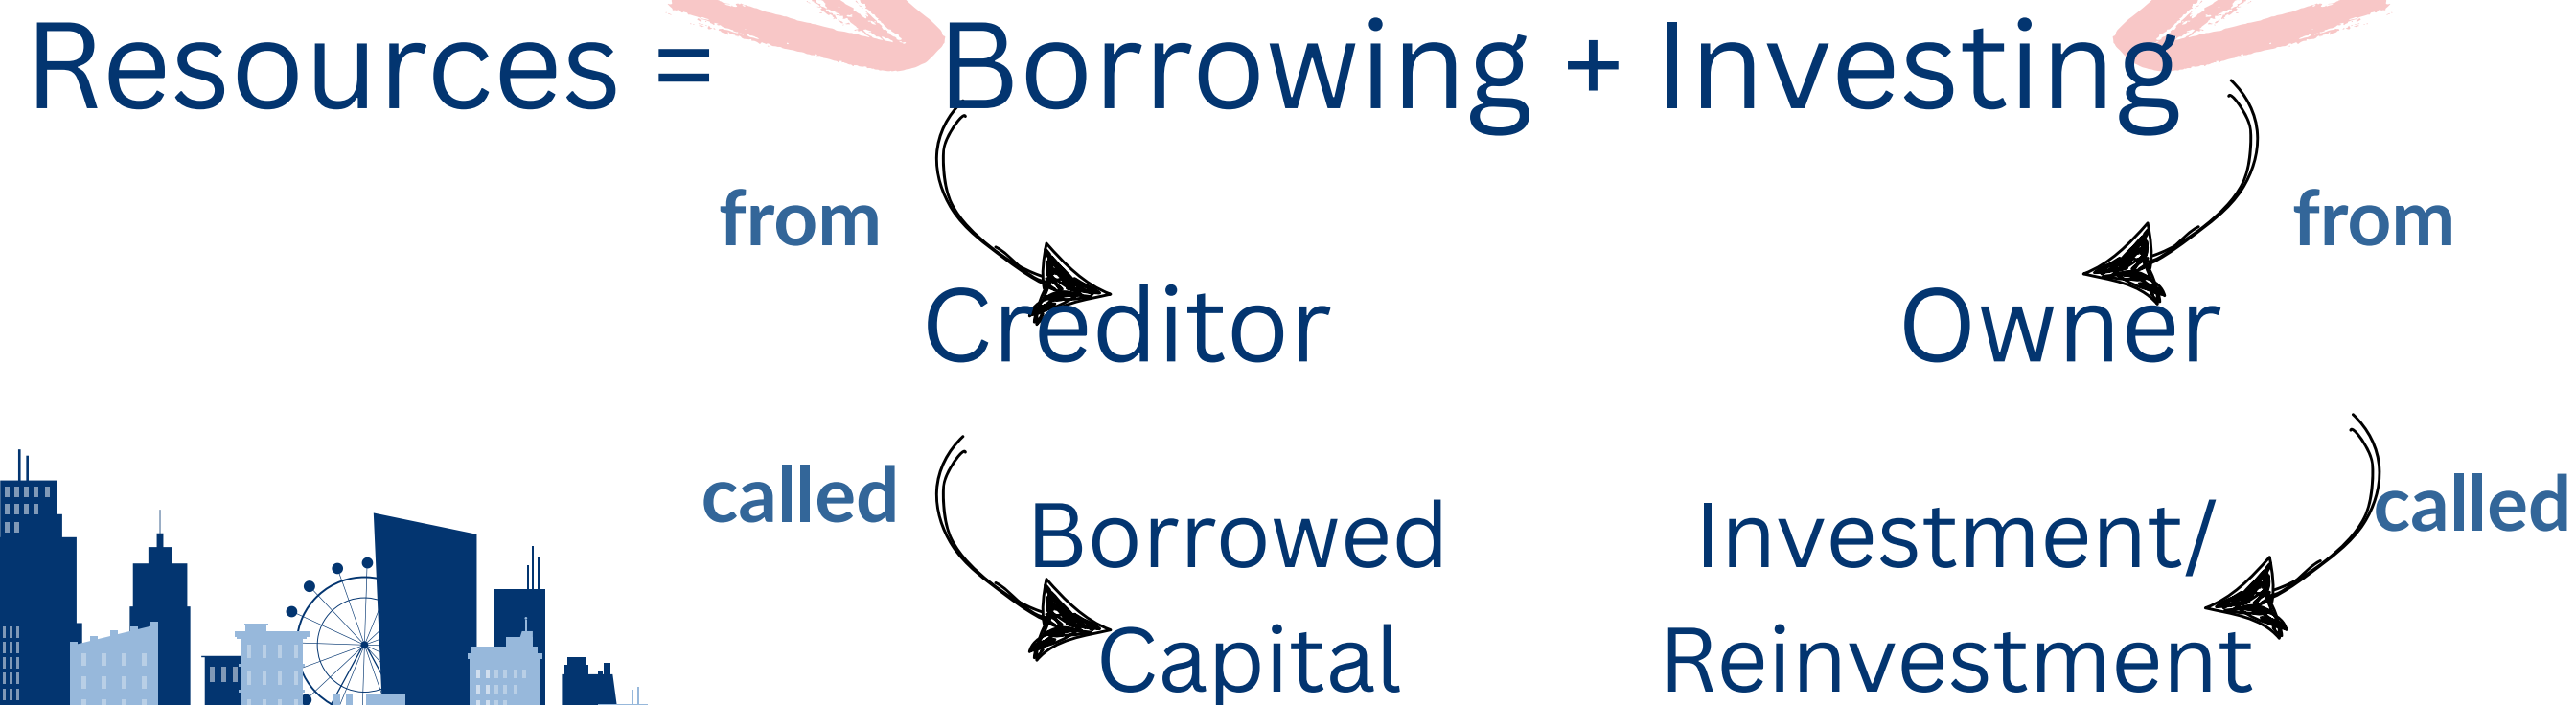 Resources = Borrowing + Investing
from from
Creditor Owner
called called
Borrowed Investment/
Capital Reinvestment